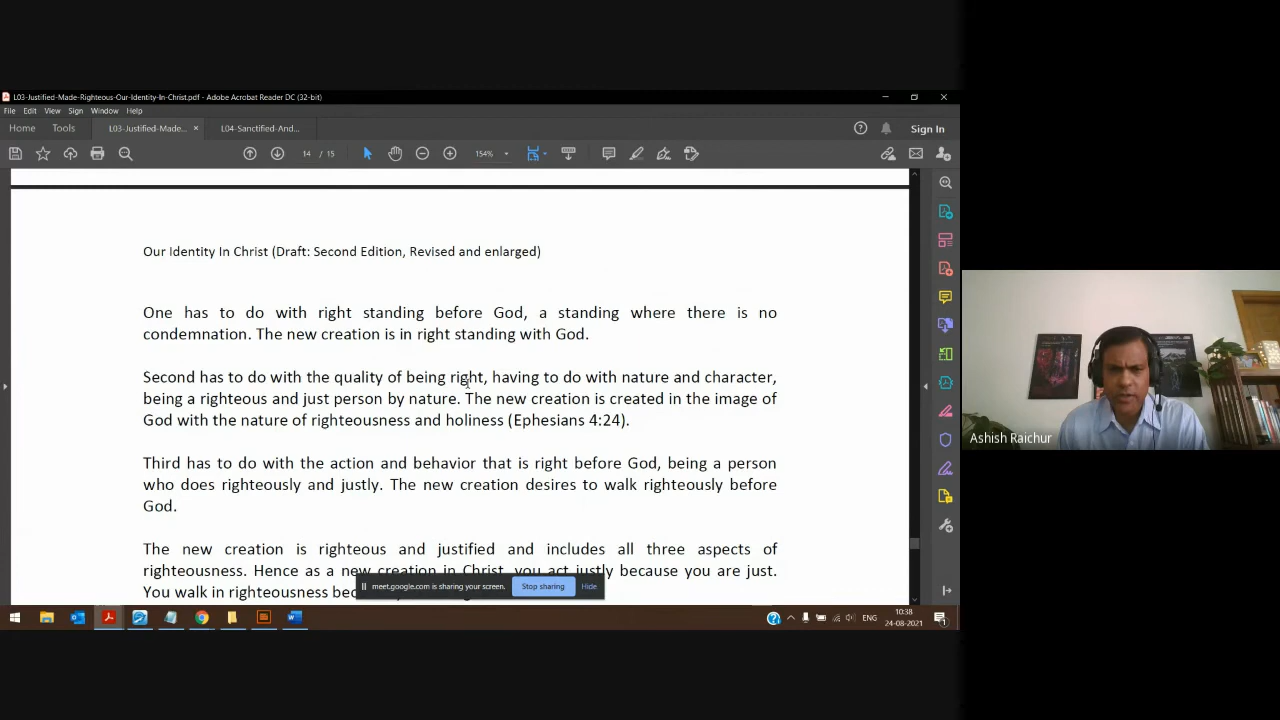 L03-Justified-Made-Righteous-Our-Identity-In-Christ.pdf - Adobe Acrobat Reader DC (32-bit)
File Edit View Sign Window Help
Home Tools L03-Justified-Made... × L04-Sanctified-And... Sign In
14 / 15 154%
Our Identity In Christ (Draft: Second Edition, Revised and enlarged)
One has to do with right standing before God, a standing where there is no
condemnation. The new creation is in right standing with God.
Second has to do with the quality of being right, having to do with nature and character,
being a righteous and just person by nature. The new creation is created in the image of
God with the nature of righteousness and holiness (Ephesians 4:24).
Third has to do with the action and behavior that is right before God, being a person
who does righteously and justly. The new creation desires to walk righteously before
God.
The new creation is righteous and justified and includes all three aspects of
righteousness. Hence as a new creation in Christ, you act justly because you are just.
You walk in righteousness
meet.google.com is sharing your screen. Stop sharing Hide
Ashish Raichur
ENG
10:38
24-08-2021